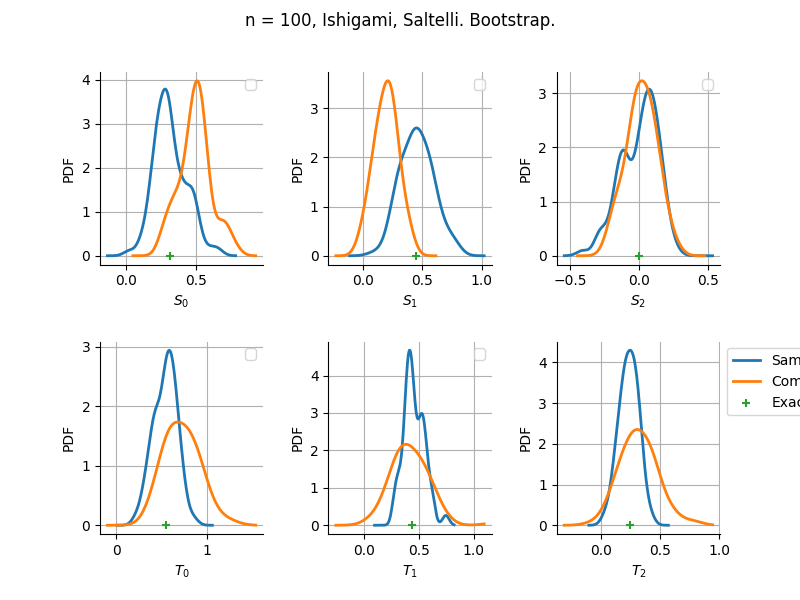 n = 100, Ishigami, Saltelli. Bootstrap.
PDF
4
3
2
1
0
0.0 0.5
S0
PDF
3
2
1
0
0.0 0.5 1.0
S1
PDF
3
2
1
0
−0.5 0.0 0.5
S2
PDF
3
2
1
0
0 1
T0
PDF
4
3
2
1
0
0.0 0.5 1.0
T1
PDF
4
3
2
1
0
0.0 0.5 1.0
T2
Sam
Com
Exac